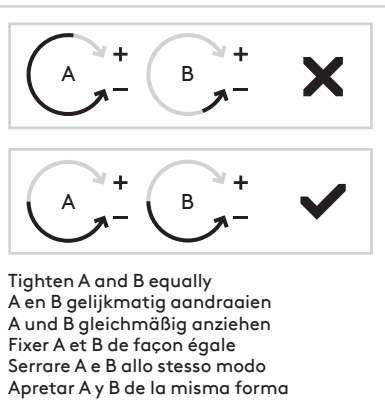 A + − B + −
A + − B + −
Tighten A and B equally
A en B gelijkmatig aandraaien
A und B gleichmäßig anziehen
Fixer A et B de façon égale
Serrare A e B allo stesso modo
Apretar A y B de la misma forma